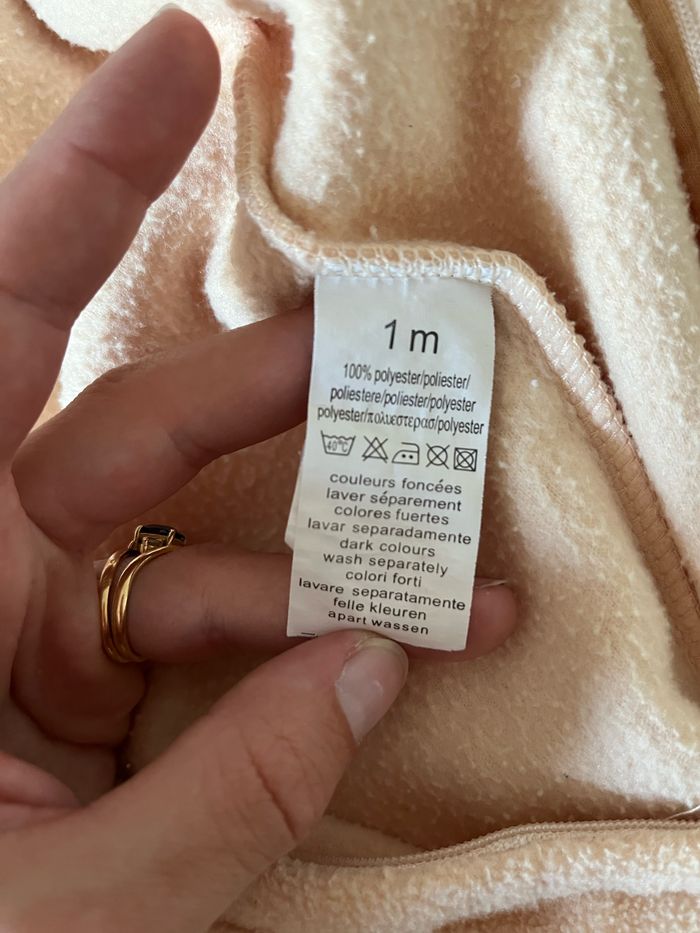 1 m
100% polyester/poliester/
poliestere/poliester/polyester
polyester/πολυεστερασ/polyester
40°C
couleurs foncées
laver séparement
colores fuertes
lavar separadamente
dark colours
wash separately
colori forti
lavare separatamente
felle kleuren
apart wassen